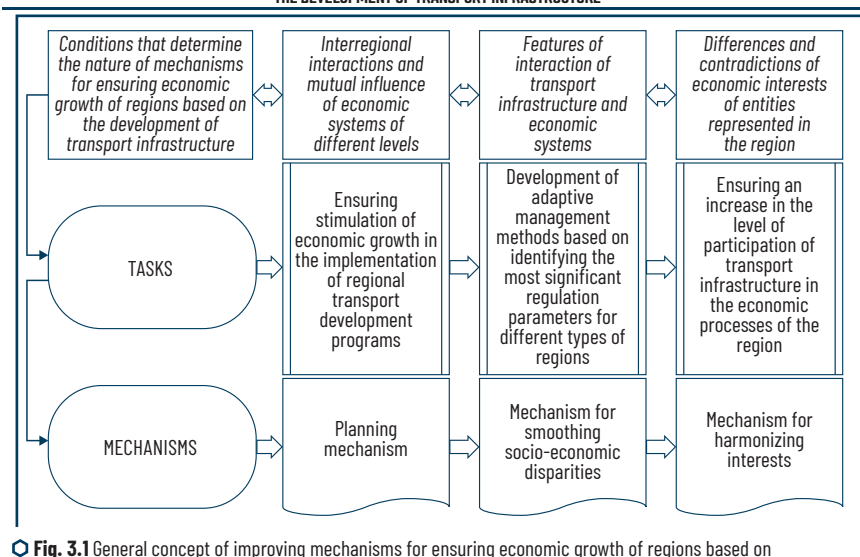 THE DEVELOPMENT OF TRANSPORT INFRASTRUCTURE
Conditions that determine
the nature of mechanisms
for ensuring economic
growth of regions based on
the development of
transport infrastructure
Interregional
interactions and
mutual influence
of economic
systems of
different levels
Features of
interaction of
transport
infrastructure and
economic
systems
Differences and
contradictions of
economic interests
of entities
represented in
the region
TASKS
Ensuring
stimulation of
economic growth in
the implementation
of regional
transport
development
programs
Development of
adaptive
management
methods based on
identifying the
most significant
regulation
parameters for
different types of
regions
Ensuring an
increase in the
level of
participation of
transport
infrastructure in
the economic
processes of the
region
MECHANISMS
Planning
mechanism
Mechanism for
smoothing
socio-economic
disparities
Mechanism for
harmonizing
interests
Fig. 3.1 General concept of improving mechanisms for ensuring economic growth of regions based on